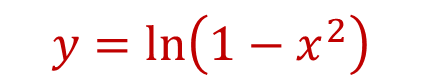 y = ln(1 − x²)